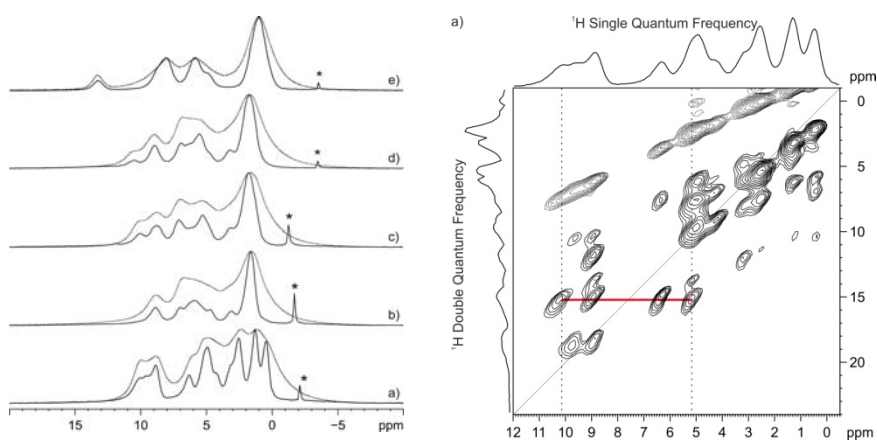 *
e)
*
d)
*
c)
*
b)
*
a)
15 10 5 0 -5 ppm
a)
¹H Single Quantum Frequency
ppm
¹H Double Quantum Frequency
0
5
10
15
20
12 11 10 9 8 7 6 5 4 3 2 1 0 ppm